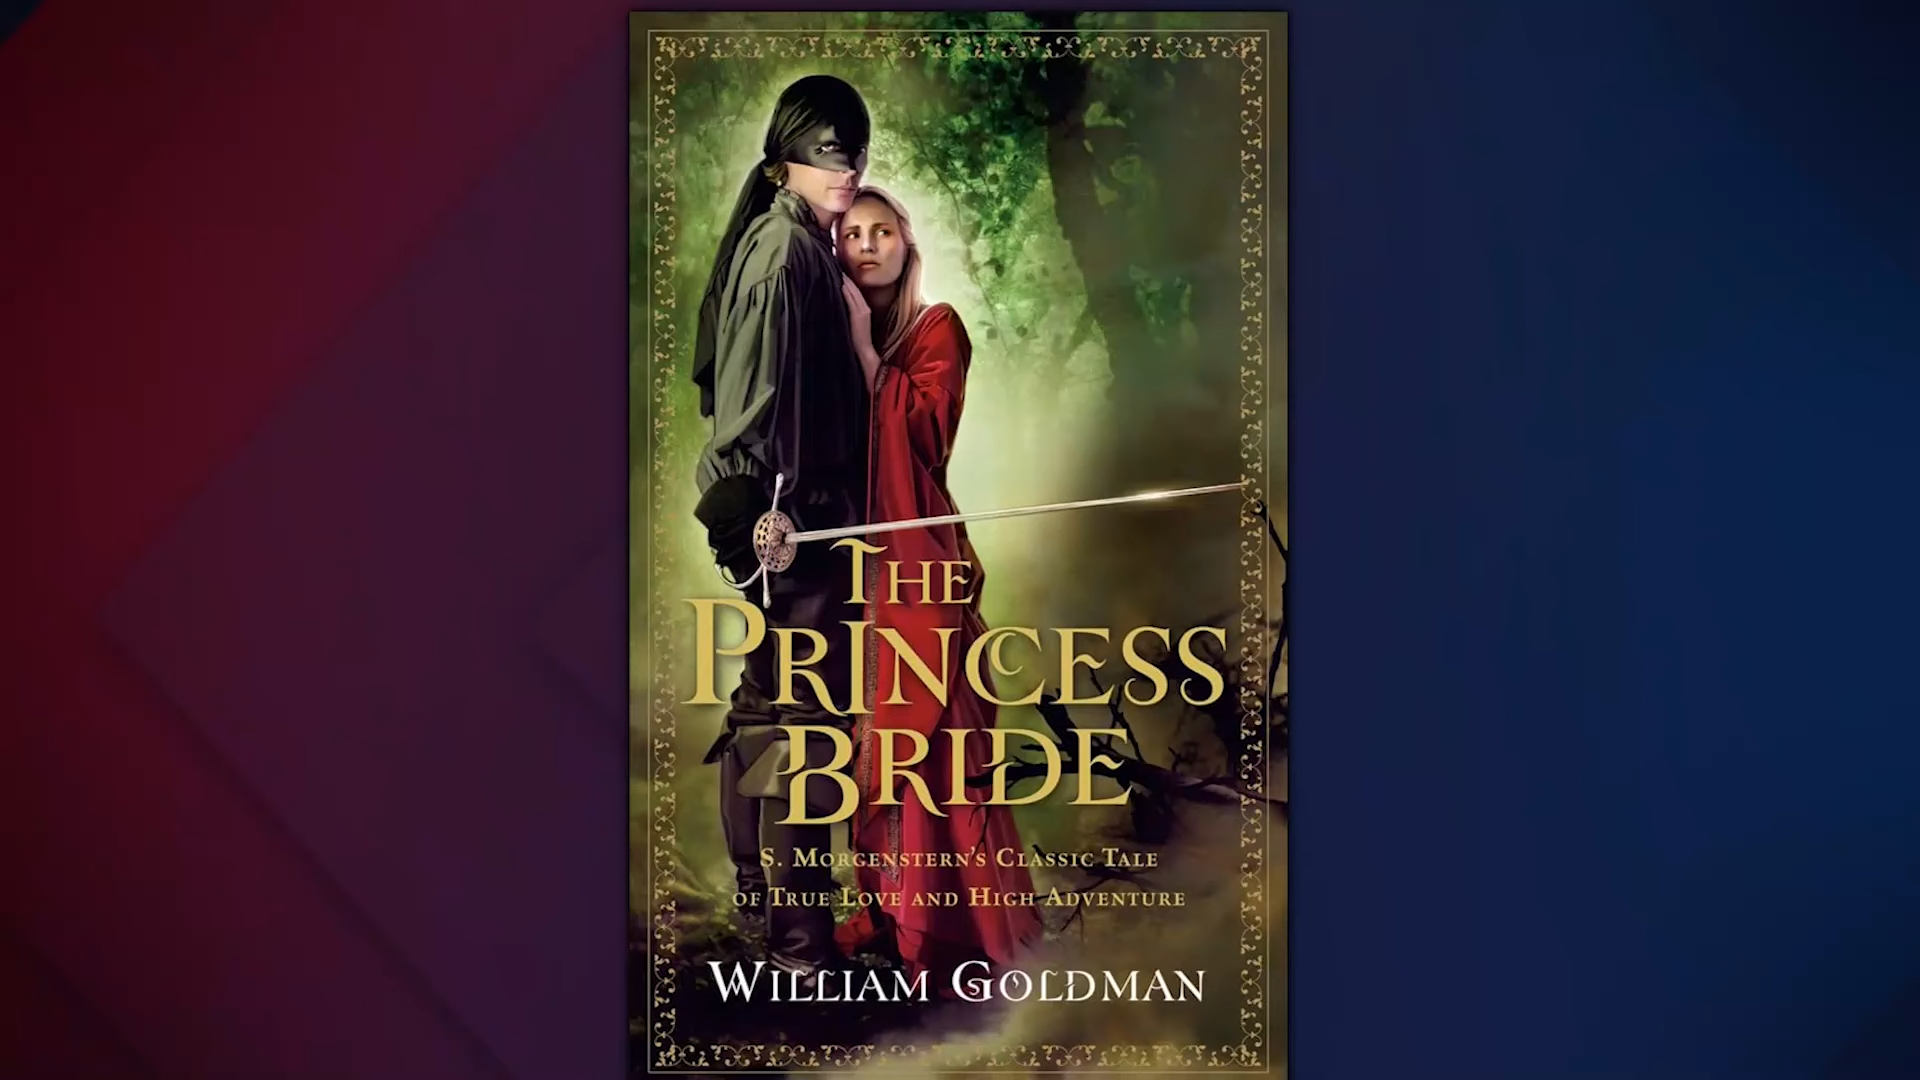 THE
PRINCESS
BRIDE
S. MORGENSTERN'S CLASSIC TALE
OF TRUE LOVE AND HIGH ADVENTURE
WILLIAM GOLDMAN